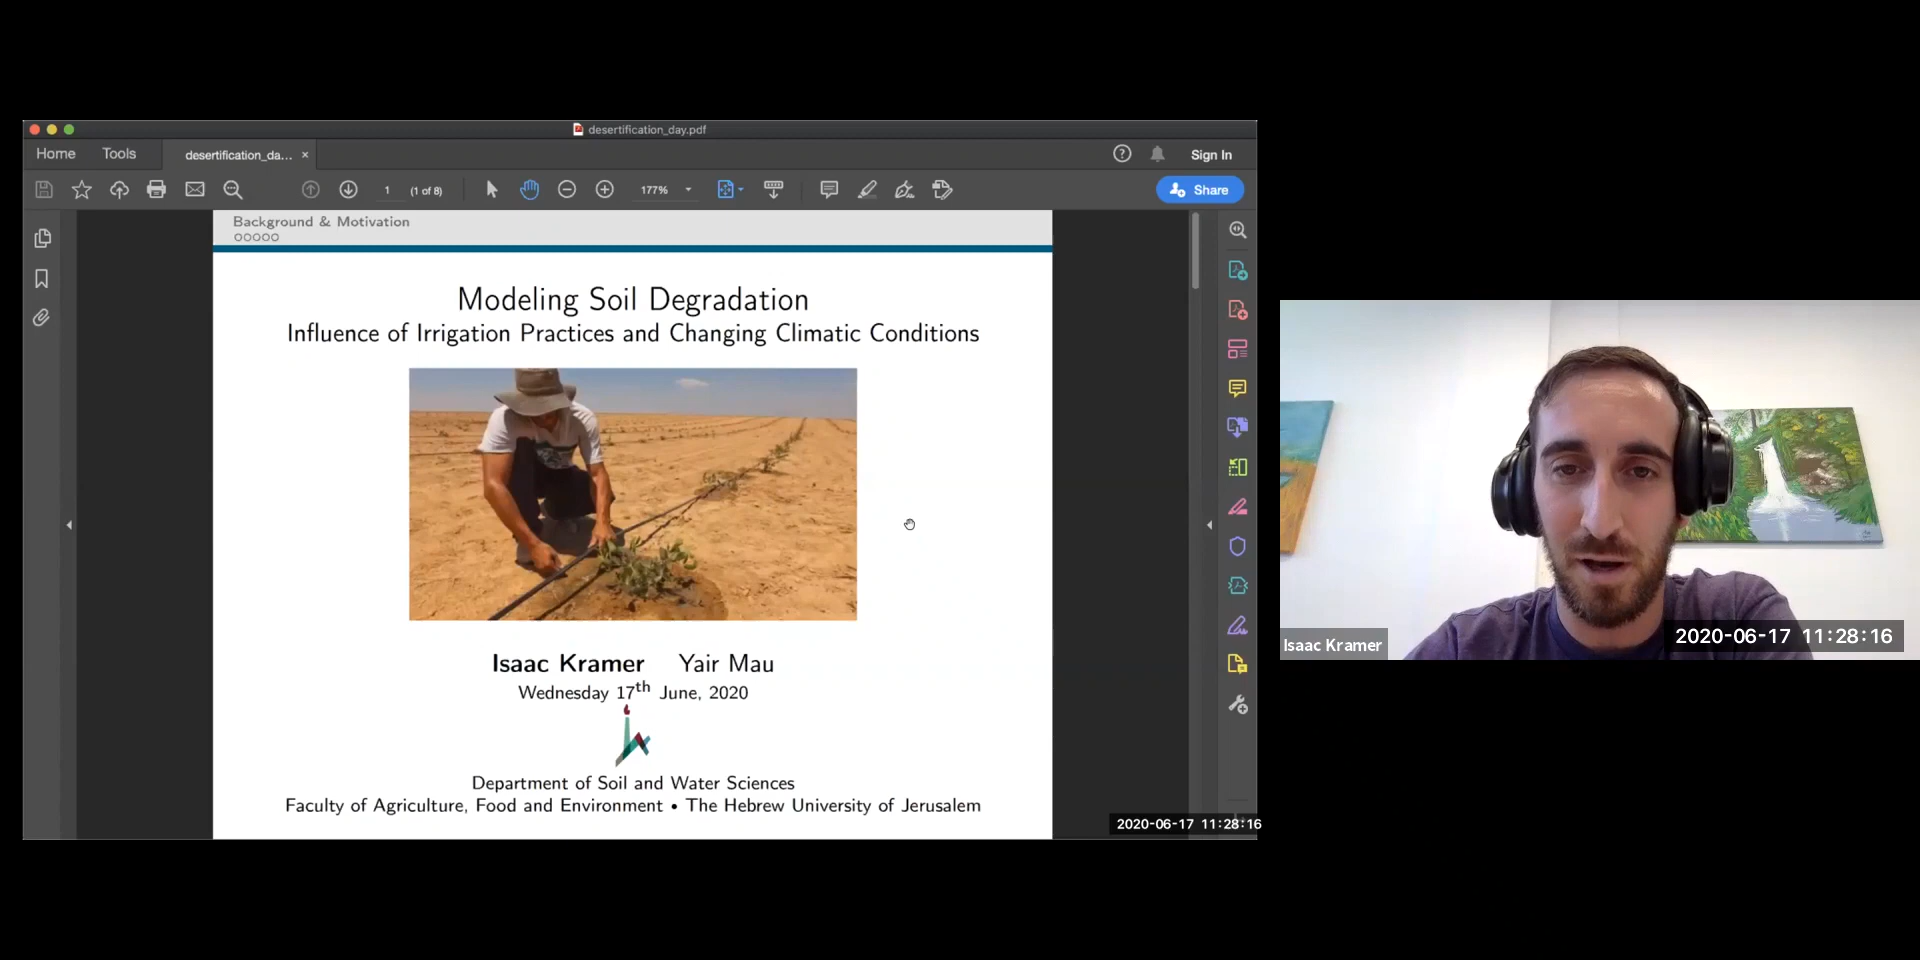 desertification_day.pdf
Home Tools desertification_da... × Sign In
1 (1 of 8) 177% Share
Background & Motivation
Modeling Soil Degradation
Influence of Irrigation Practices and Changing Climatic Conditions
Isaac Kramer Yair Mau
Wednesday 17th June, 2020
Department of Soil and Water Sciences
Faculty of Agriculture, Food and Environment • The Hebrew University of Jerusalem
2020-06-17 11:28:16
Isaac Kramer
2020-06-17 11:28:16